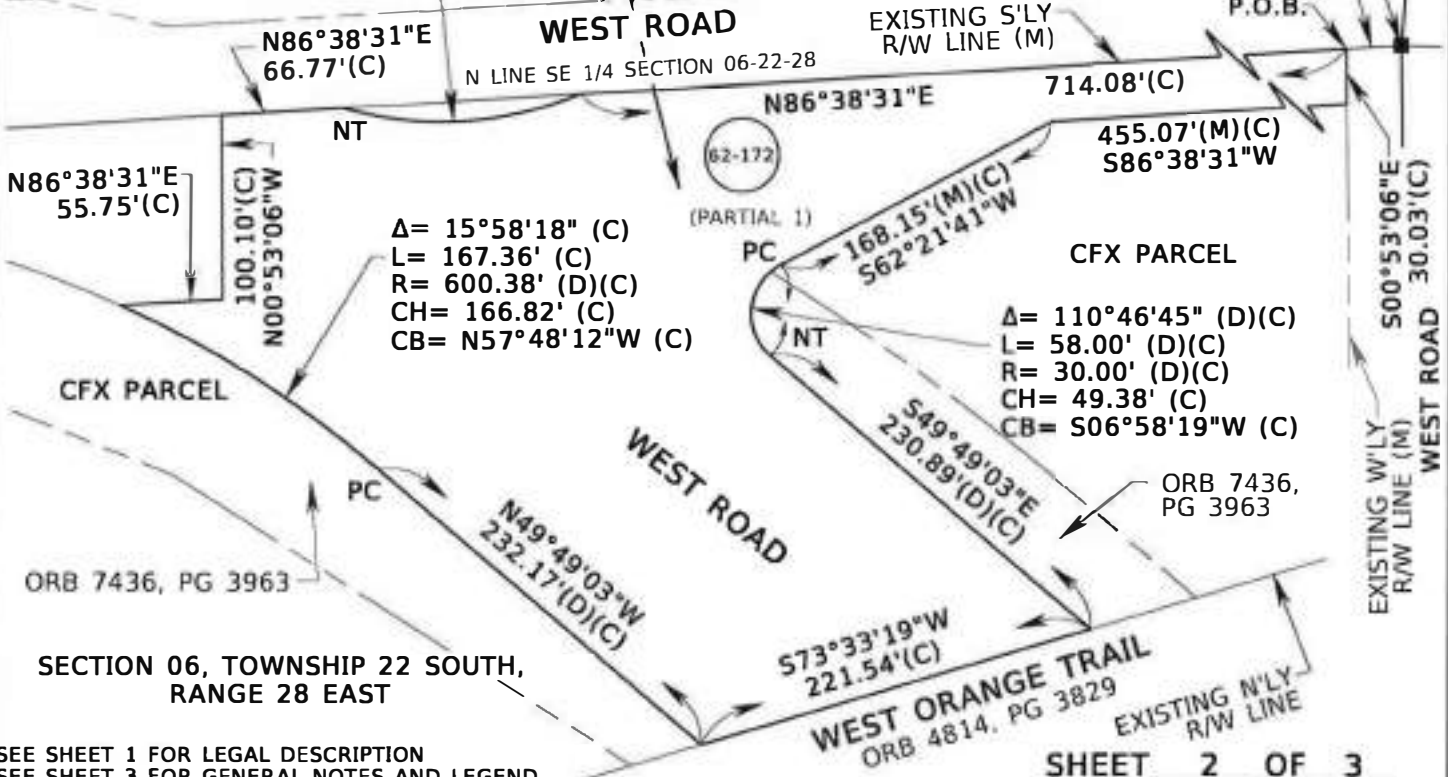 WEST ROAD
EXISTING S'LY
R/W LINE (M)
P.O.B.
N86°38'31"E
66.77'(C)
N LINE SE 1/4 SECTION 06-22-28
N86°38'31"E
714.08'(C)
NT
62-172
(PARTIAL 1)
455.07'(M)(C)
S86°38'31"W
N86°38'31"E
55.75'(C)
100.10'(C)
N00°53'06"W
Δ= 15°58'18" (C)
L= 167.36' (C)
R= 600.38' (D)(C)
CH= 166.82' (C)
CB= N57°48'12"W (C)
PC
168.15'(M)(C)
S62°21'41"W
CFX PARCEL
S00°53'06"E
30.03'(C)
WEST ROAD
NT
Δ= 110°46'45" (D)(C)
L= 58.00' (D)(C)
R= 30.00' (D)(C)
CH= 49.38' (C)
CB= S06°58'19"W (C)
CFX PARCEL
S49°49'03"E
230.89'(D)(C)
EXISTING W'LY
R/W LINE (M)
WEST ROAD
PC
ORB 7436,
PG 3963
N49°49'03"W
232.17'(D)(C)
ORB 7436, PG 3963
SECTION 06, TOWNSHIP 22 SOUTH,
RANGE 28 EAST
S73°33'19"W
221.54'(C)
WEST ORANGE TRAIL
ORB 4814, PG 3829
EXISTING N'LY
R/W LINE
SEE SHEET 1 FOR LEGAL DESCRIPTION
SEE SHEET 3 FOR GENERAL NOTES AND LEGEND
SHEET 2 OF 3